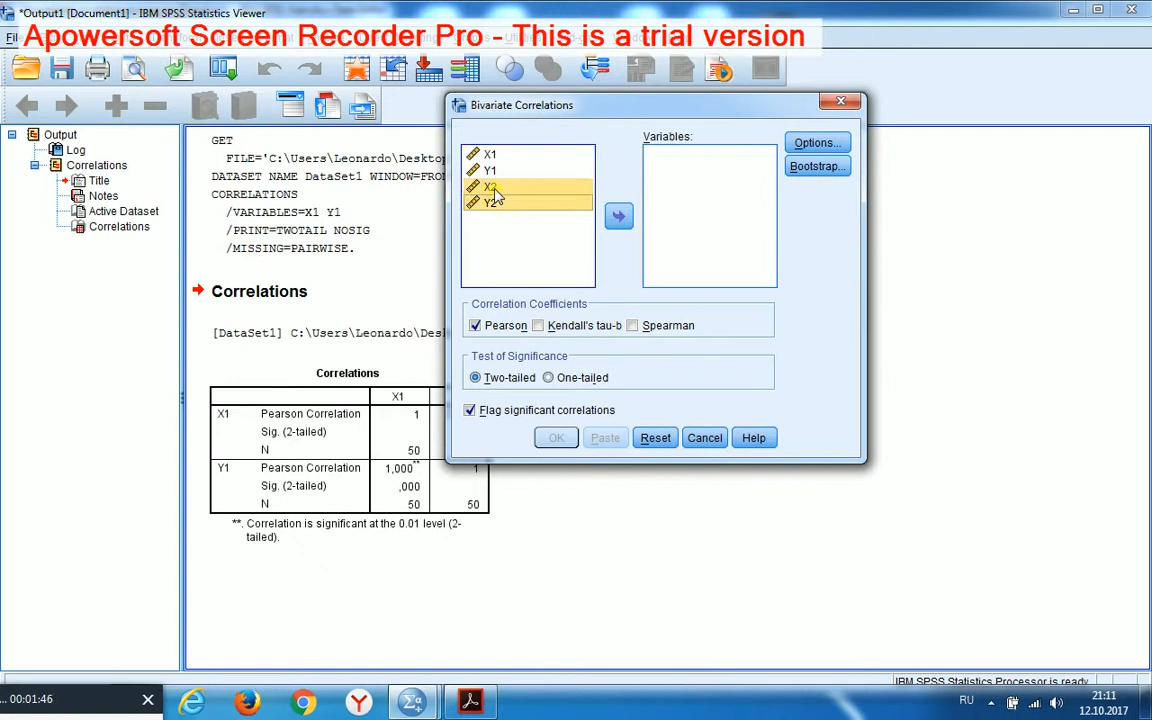 *Output1 [Document1] - IBM SPSS Statistics Viewer
Apowersoft Screen Recorder Pro - This is a trial version
Output
Log
Correlations
Title
Notes
Active Dataset
Correlations
GET
FILE='C:\Users\Leonardo\Desktop
DATASET NAME DataSet1 WINDOW=FRO
CORRELATIONS
/VARIABLES=X1 Y1
/PRINT=TWOTAIL NOSIG
/MISSING=PAIRWISE.
Correlations
[DataSet1] C:\Users\Leonardo\Des
Correlations
X1
X1 Pearson Correlation 1
Sig. (2-tailed)
N 50
Y1 Pearson Correlation 1,000** 1
Sig. (2-tailed) ,000
N 50 50
**. Correlation is significant at the 0.01 level (2-
tailed).
Bivariate Correlations
Variables:
X1
Y1
X2
Y2
Options...
Bootstrap...
Correlation Coefficients
Pearson Kendall's tau-b Spearman
Test of Significance
Two-tailed One-tailed
Flag significant correlations
OK Paste Reset Cancel Help
IBM SPSS Statistics Processor is ready
... 00:01:46
RU
21:11
12.10.2017